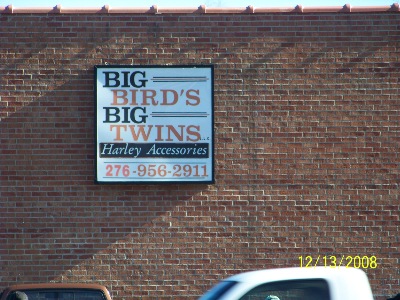 BIG
BIRD'S
BIG
TWINS
Harley Accessories
276-956-2911
12/13/2008